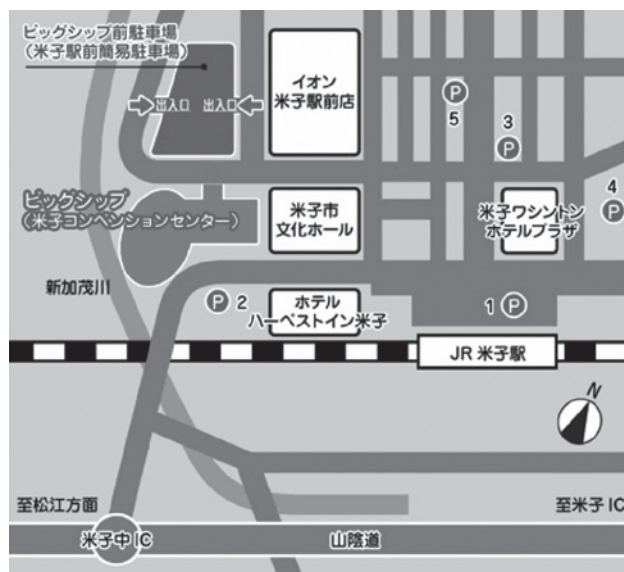 ビッグシップ前駐車場
(米子駅前簡易駐車場)
出入口
出入口
イオン
米子駅前店
P
5
3
P
4
P
ビッグシップ
(米子コンベンションセンター)
米子市
文化ホール
米子ワシントン
ホテルプラザ
新加茂川
P 2
ホテル
ハーベストイン米子
1 P
JR 米子駅
N
至松江方面
至米子 IC
米子中 IC
山陰道